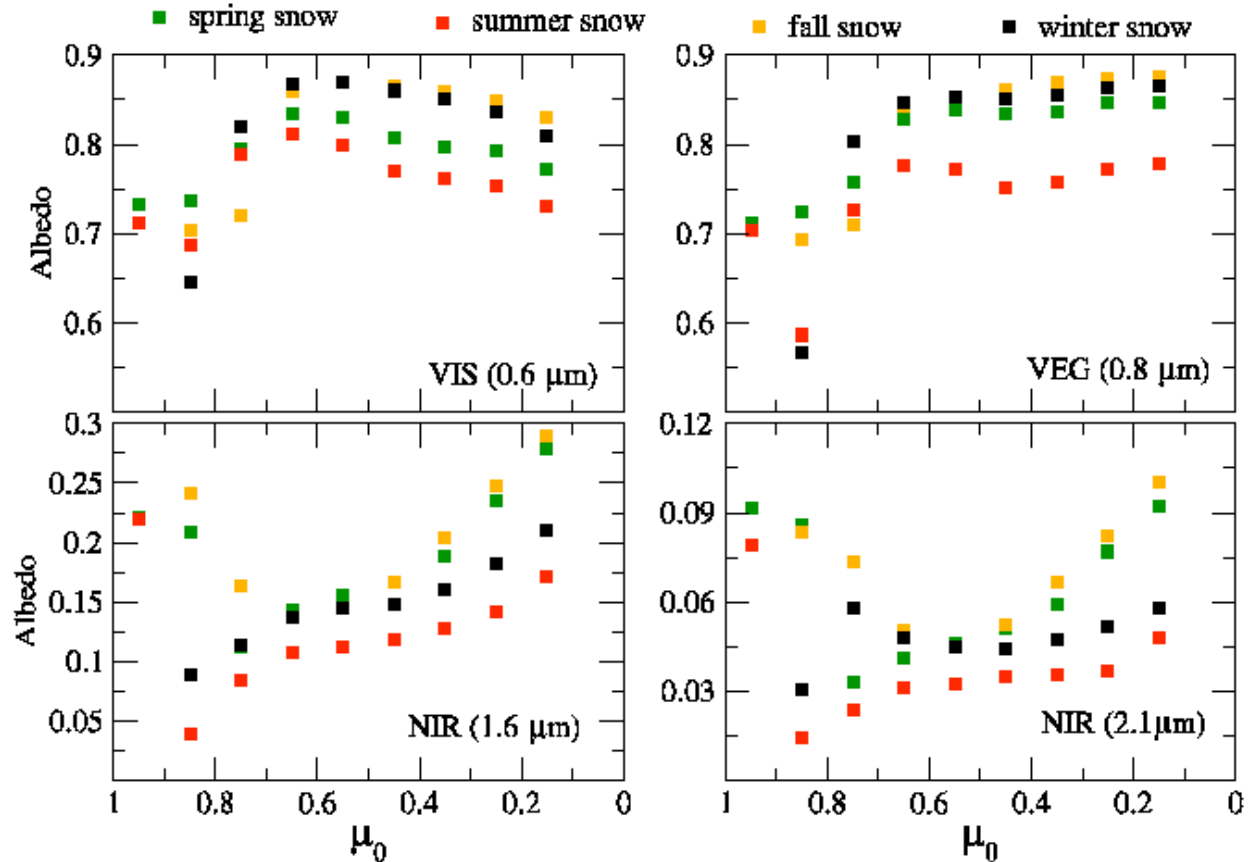 spring snow summer snow fall snow winter snow
0.9
0.8
0.7
0.6
Albedo
VIS (0.6 μm)
0.9
0.8
0.7
0.6
VEG (0.8 μm)
0.3
0.25
0.2
0.15
0.1
0.05
Albedo
NIR (1.6 μm)
1 0.8 0.6 0.4 0.2 0
μ0
0.12
0.09
0.06
0.03
NIR (2.1μm)
1 0.8 0.6 0.4 0.2 0
μ0